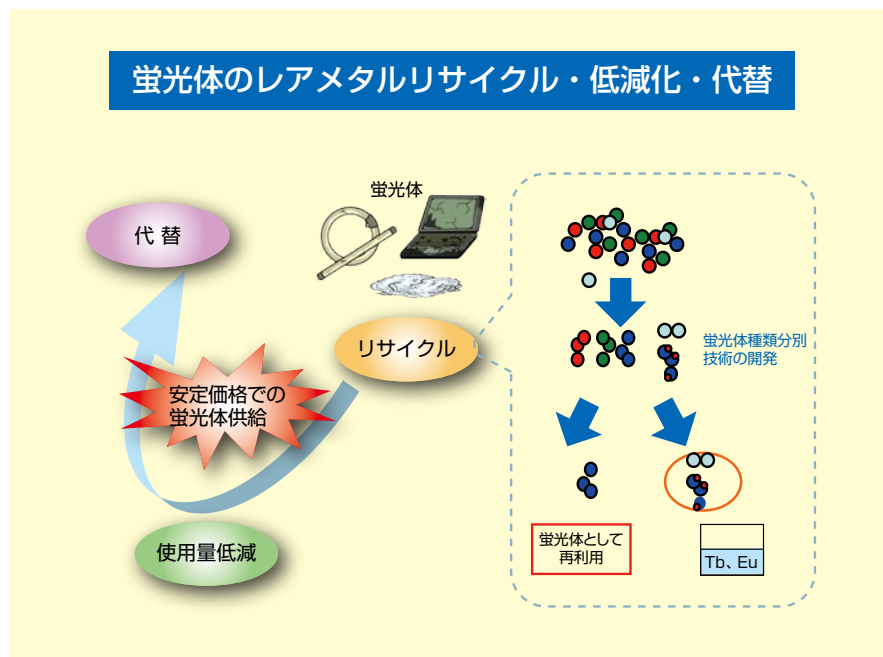 蛍光体のレアメタルリサイクル・低減化・代替
蛍光体
代 替
リサイクル
蛍光体種類分別
技術の開発
安定価格での
蛍光体供給
使用量低減
蛍光体として
再利用
Tb、Eu